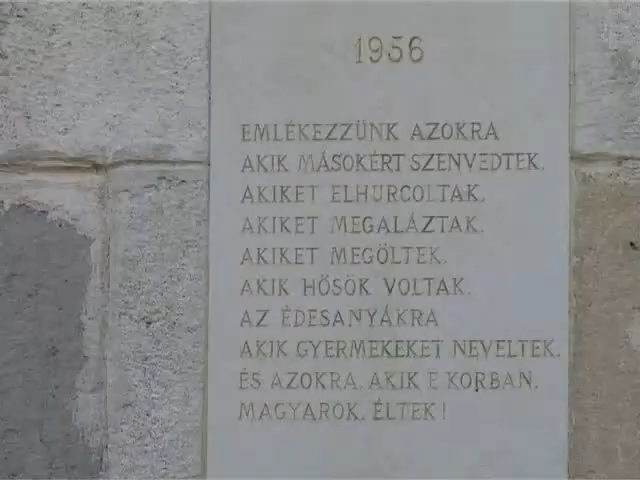 1956
EMLÉKEZZÜNK AZOKRA
AKIK MÁSOKÉRT SZENVEDTEK,
AKIKET ELHURCOLTAK,
AKIKET MEGALÁZTAK,
AKIKET MEGÖLTEK,
AKIK HŐSÖK VOLTAK,
AZ ÉDESANYÁKRA
AKIK GYERMEKEKET NEVELTEK,
ÉS AZOKRA, AKIK E KORBAN,
MAGYAROK, ÉLTEK!